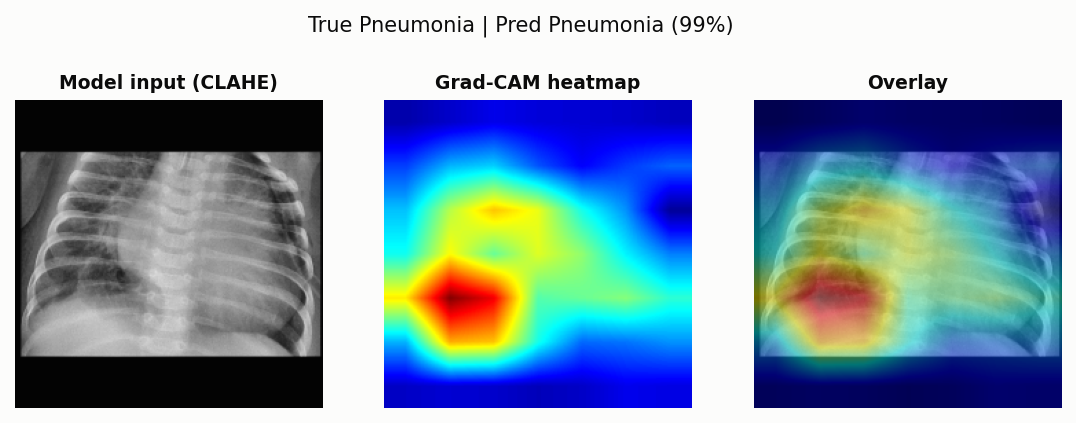 True Pneumonia | Pred Pneumonia (99%)
Model input (CLAHE)
Grad-CAM heatmap
Overlay